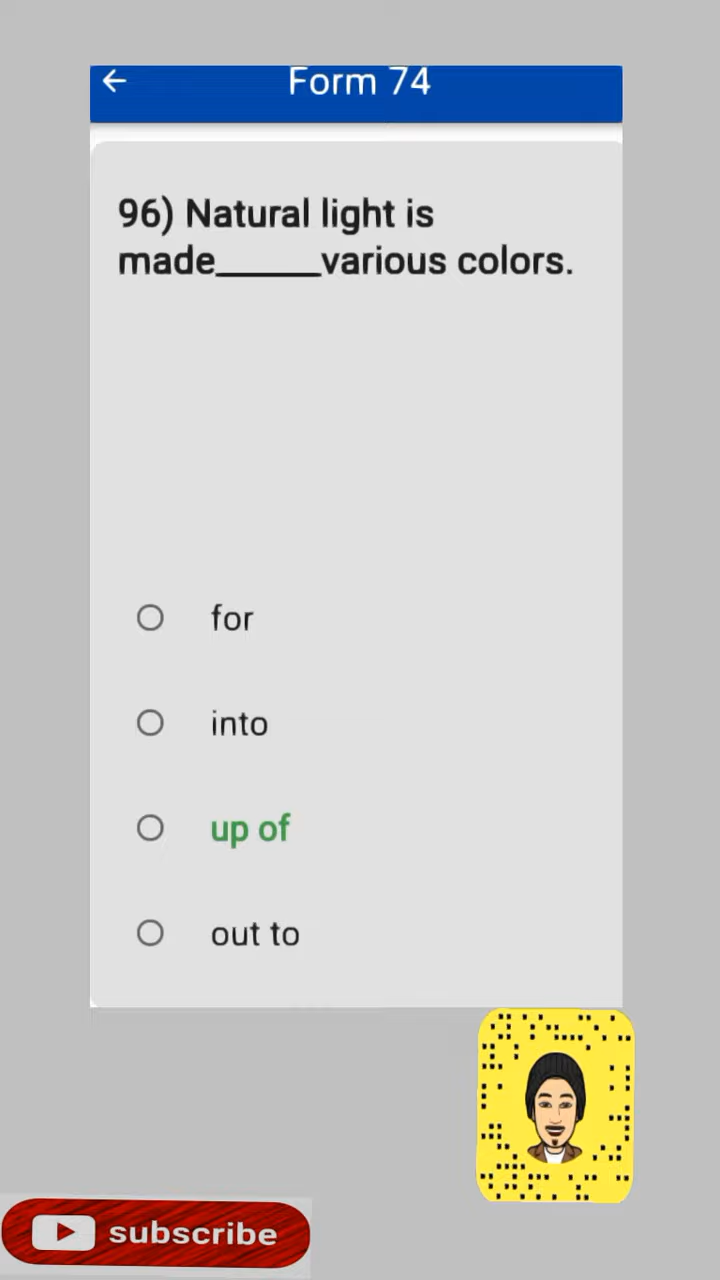 Form 74
96) Natural light is
made______various colors.
for
into
up of
out to
subscribe